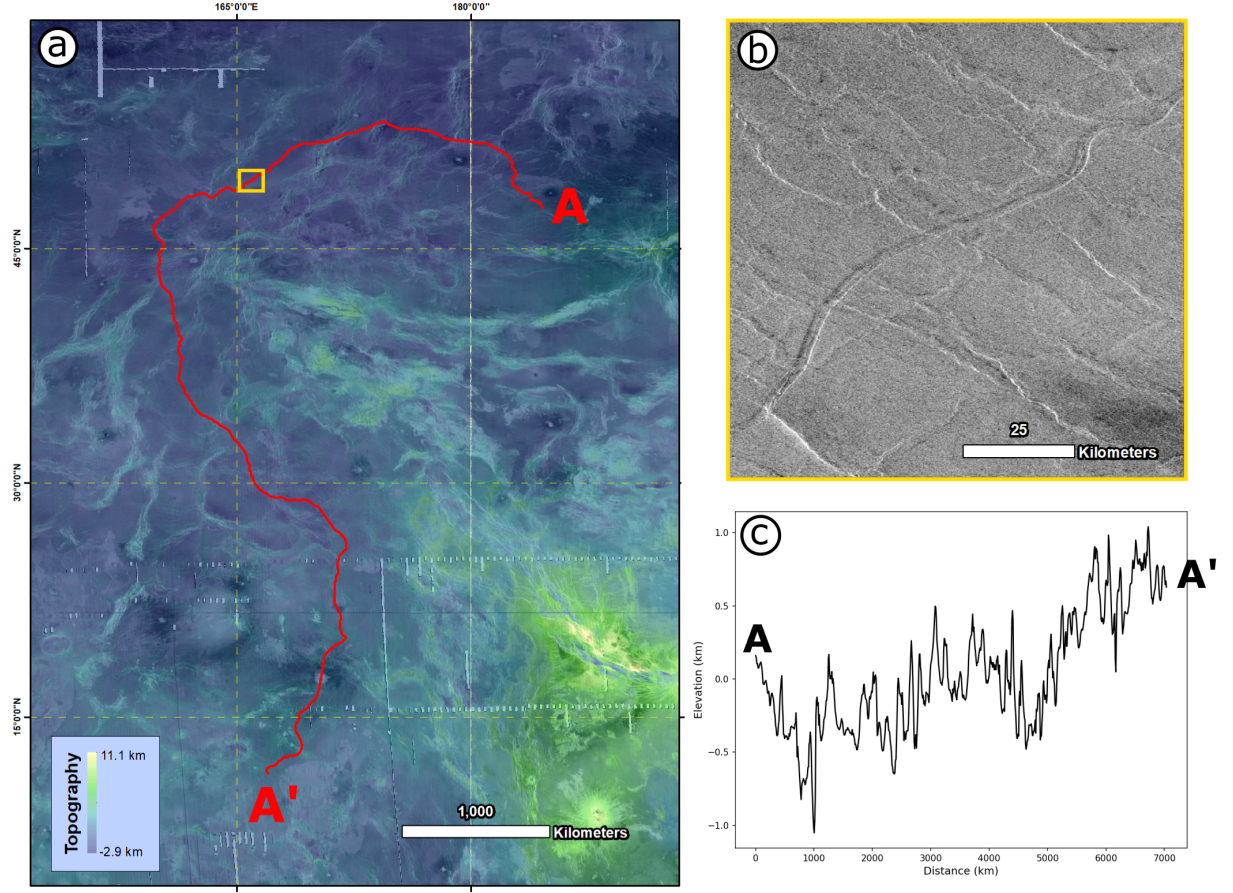 165°0'0"E
180°0'0"
a
45°0'0"N
30°0'0"N
15°0'0"N
A
A'
Topography
11.1 km
-2.9 km
1,000
Kilometers
b
25
Kilometers
c
A
A'
Elevation (km)
1.0
0.5
0.0
−0.5
−1.0
0
1000
2000
3000
4000
5000
6000
7000
Distance (km)